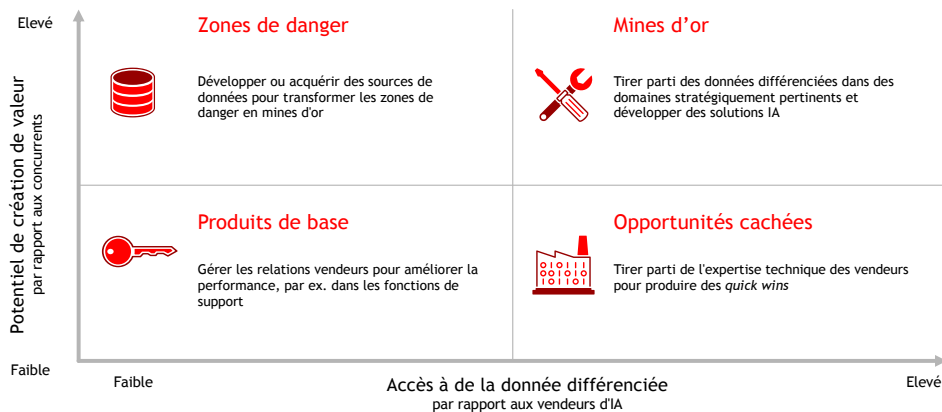 Elevé
Potentiel de création de valeur
par rapport aux concurrents
Faible
Zones de danger
Développer ou acquérir des sources de
données pour transformer les zones de
danger en mines d'or
Mines d’or
Tirer parti des données différenciées dans des
domaines stratégiquement pertinents et
développer des solutions IA
Produits de base
Gérer les relations vendeurs pour améliorer la
performance, par ex. dans les fonctions de
support
Opportunités cachées
Tirer parti de l'expertise technique des vendeurs
pour produire des quick wins
Faible
Accès à de la donnée différenciée
par rapport aux vendeurs d'IA
Elevé